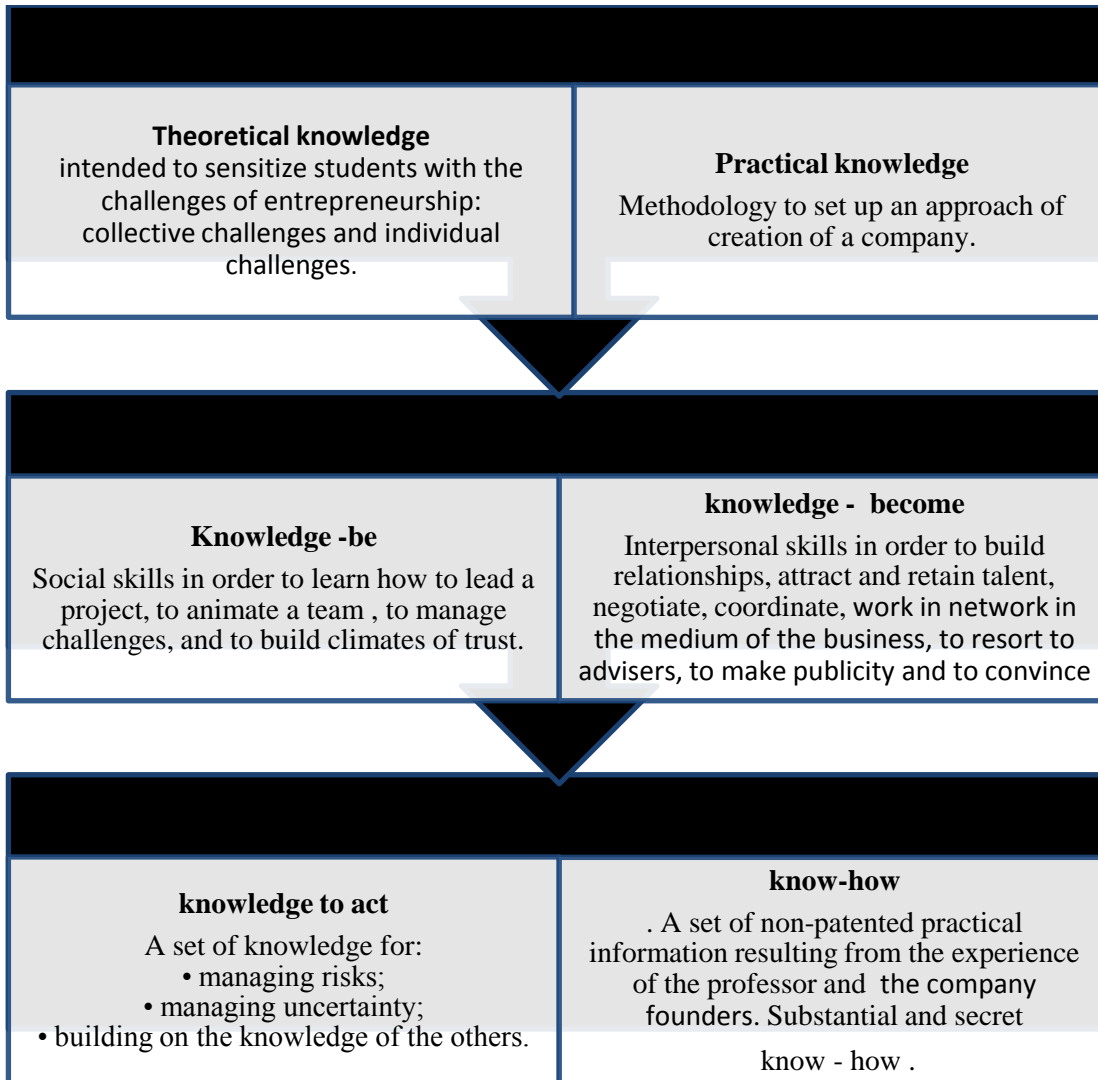 Theoretical knowledge
intended to sensitize students with the
challenges of entrepreneurship:
collective challenges and individual
challenges.
Practical knowledge
Methodology to set up an approach of
creation of a company.
Knowledge -be
Social skills in order to learn how to lead a
project, to animate a team , to manage
challenges, and to build climates of trust.
knowledge - become
Interpersonal skills in order to build
relationships, attract and retain talent,
negotiate, coordinate, work in network in
the medium of the business, to resort to
advisers, to make publicity and to convince
knowledge to act
A set of knowledge for:
• managing risks;
• managing uncertainty;
• building on the knowledge of the others.
know-how
. A set of non-patented practical
information resulting from the experience
of the professor and the company
founders. Substantial and secret
know - how .